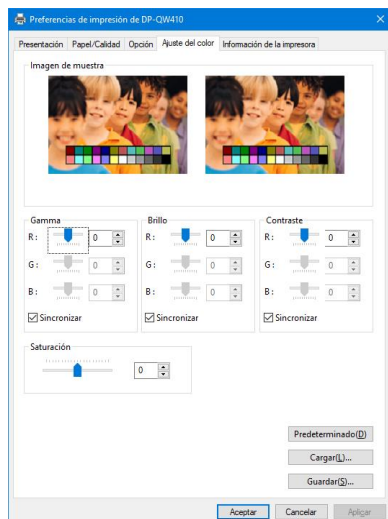 Preferencias de impresión de DP-QW410
Presentación Papel/Calidad Opción Ajuste del color Información de la impresora
Imagen de muestra
Gamma Brillo Contraste
R: 0 R: 0 R: 0
G: 0 G: 0 G: 0
B: 0 B: 0 B: 0
Sincronizar Sincronizar Sincronizar
Saturación
0
Predeterminado(D)
Cargar(L)...
Guardar(S)...
Aceptar Cancelar Aplicar